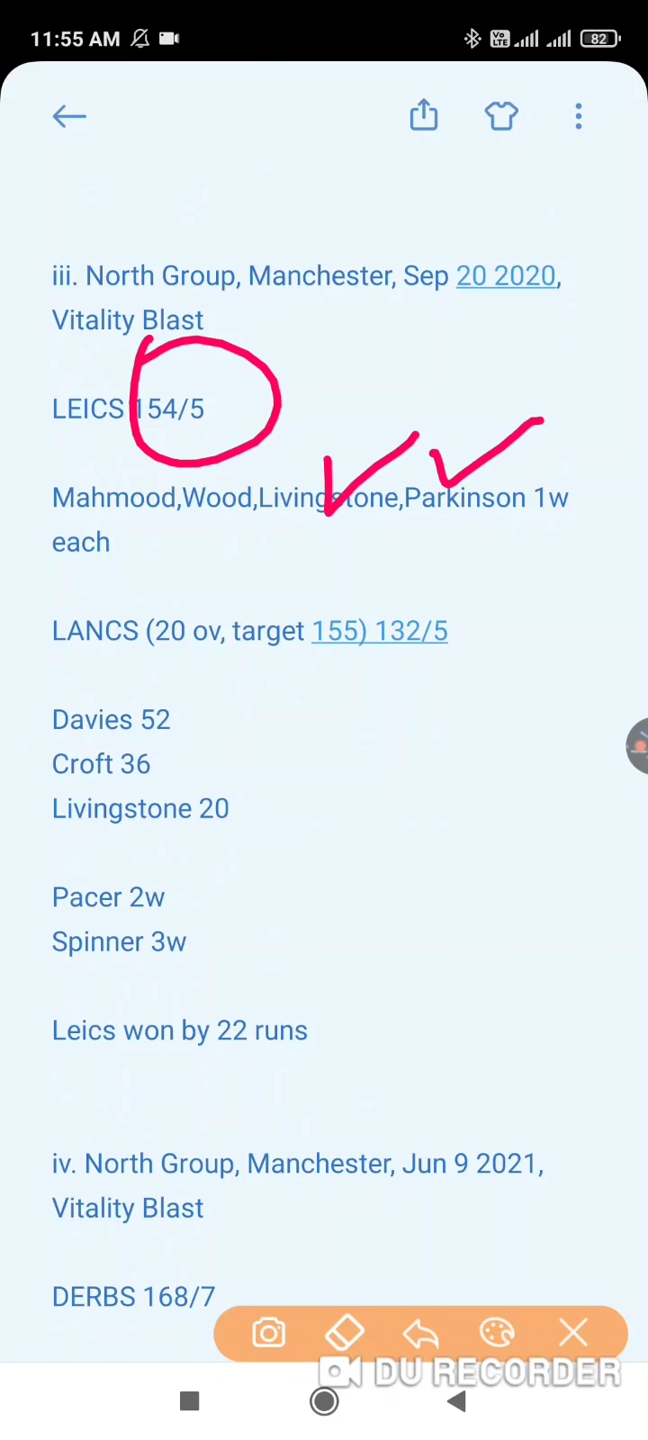 11:55 AM
Vo
LTE
82
iii. North Group, Manchester, Sep 20 2020,
Vitality Blast
LEICS 154/5
Mahmood,Wood,Livingstone,Parkinson 1w
each
LANCS (20 ov, target 155) 132/5
Davies 52
Croft 36
Livingstone 20
Pacer 2w
Spinner 3w
Leics won by 22 runs
iv. North Group, Manchester, Jun 9 2021,
Vitality Blast
DERBS 168/7
DU RECORDER